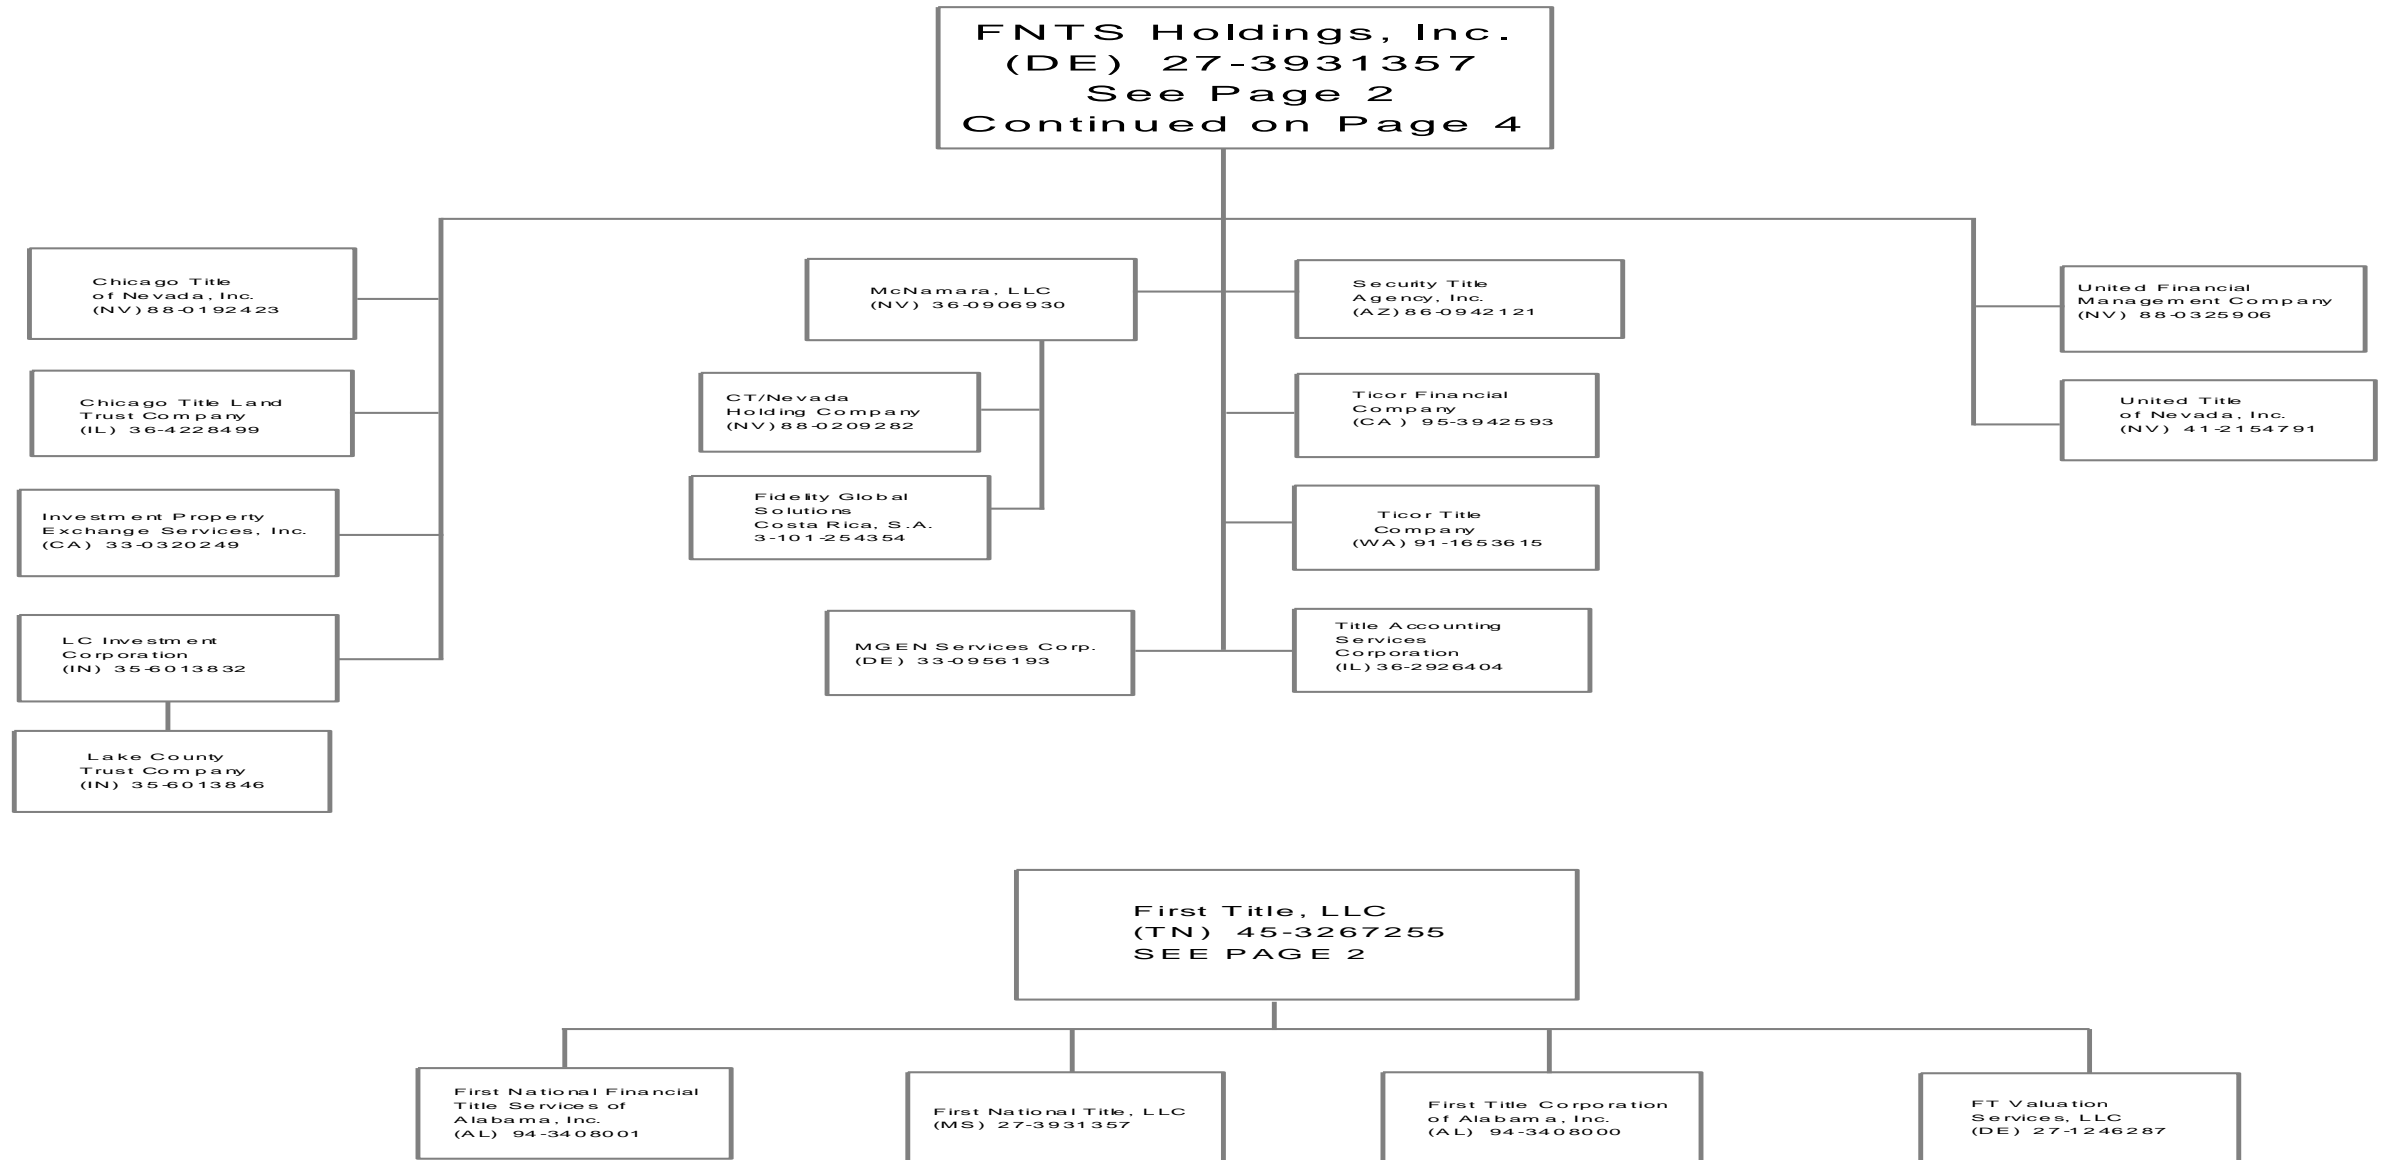 FNTS Holdings, Inc.
(DE) 27-3931357
See Page 2
Continued on Page 4
Chicago Title
of Nevada, Inc.
(NV) 88-0192423
Chicago Title Land
Trust Company
(IL) 36-4228499
Investment Property
Exchange Services, Inc.
(CA) 33-0320249
LC Investment
Corporation
(IN) 35-6013832
Lake County
Trust Company
(IN) 35-6013846
McNamara, LLC
(NV) 36-0906930
CT/Nevada
Holding Company
(NV) 88-0209282
Fidelity Global
Solutions
Costa Rica, S.A.
3-101-254354
MGEN Services Corp.
(DE) 33-0956193
Security Title
Agency, Inc.
(AZ) 86-0942121
Ticor Financial
Company
(CA ) 95-3942593
Ticor Title
Company
(WA) 91-1653615
Title Accounting
Services
Corporation
(IL) 36-2926404
United Financial
Management Company
(NV) 88-0325906
United Title
of Nevada, Inc.
(NV) 41-2154791
First Title, LLC
(TN) 45-3267255
SEE PAGE 2
First National Financial
Title Services of
Alabama, Inc.
(AL) 94-3408001
First National Title, LLC
(MS) 27-3931357
First Title Corporation
of Alabama, Inc.
(AL) 94-3408000
FT Valuation
Services, LLC
(DE) 27-1246287